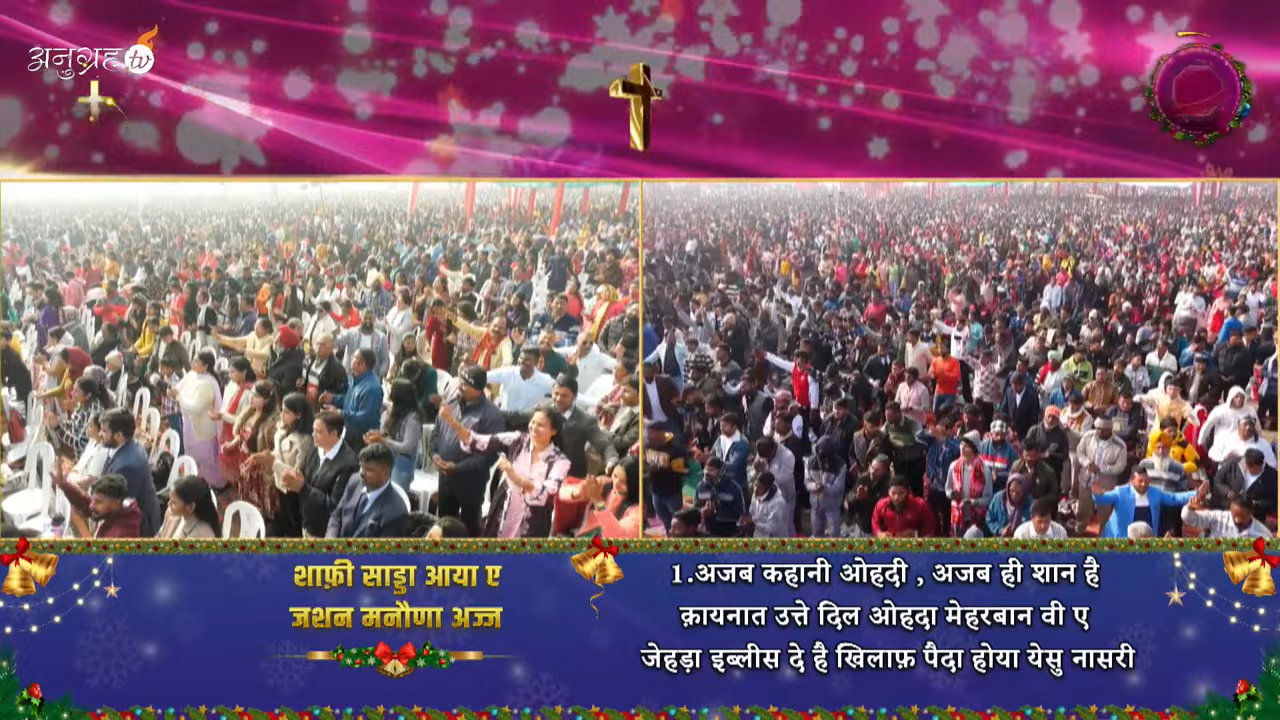 अनुग्रह tv
शाफ़ी साड्डा आया ए
जशन मनौणा अज्ज
1.अजब कहानी ओहदी , अजब ही शान है
क़ायनात उत्ते दिल ओहदा मेहरबान वी ए
जेहड़ा इब्लीस दे है खिलाफ़ पैदा होया येसु नासरी